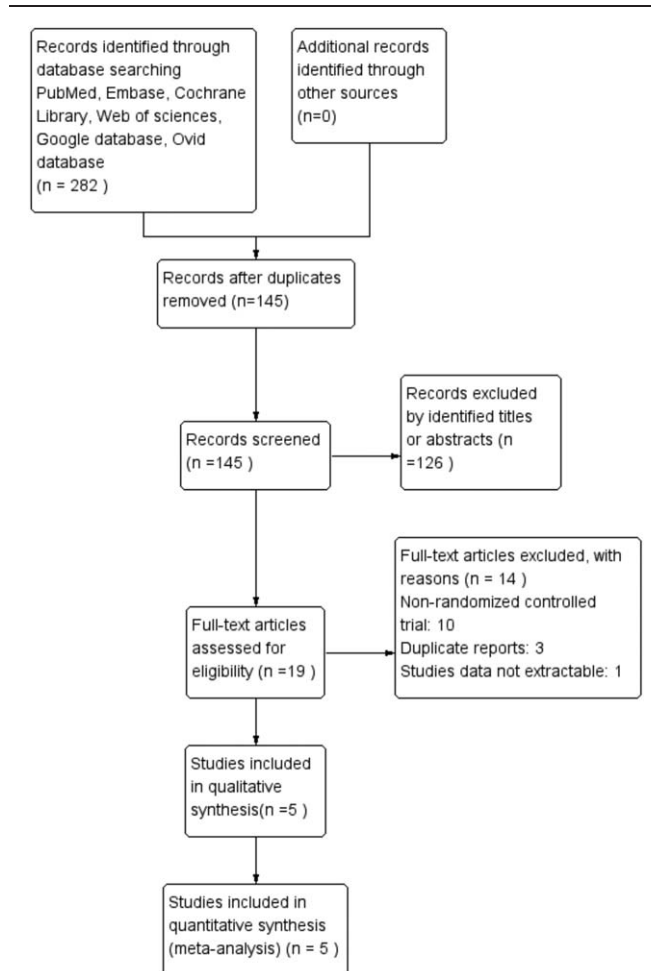 Records identified through
database searching
PubMed, Embase, Cochrane
Library, Web of sciences,
Google database, Ovid
database
(n = 282 )
Additional records
identified through
other sources
(n=0)
Records after duplicates
removed (n=145)
Records screened
(n =145 )
Records excluded
by identified titles
or abstracts (n
=126 )
Full-text articles
assessed for
eligibility (n =19 )
Full-text articles excluded, with
reasons (n = 14 )
Non-randomized controlled
trial: 10
Duplicate reports: 3
Studies data not extractable: 1
Studies included
in qualitative
synthesis(n =5 )
Studies included in
quantitative synthesis
(meta-analysis) (n = 5 )